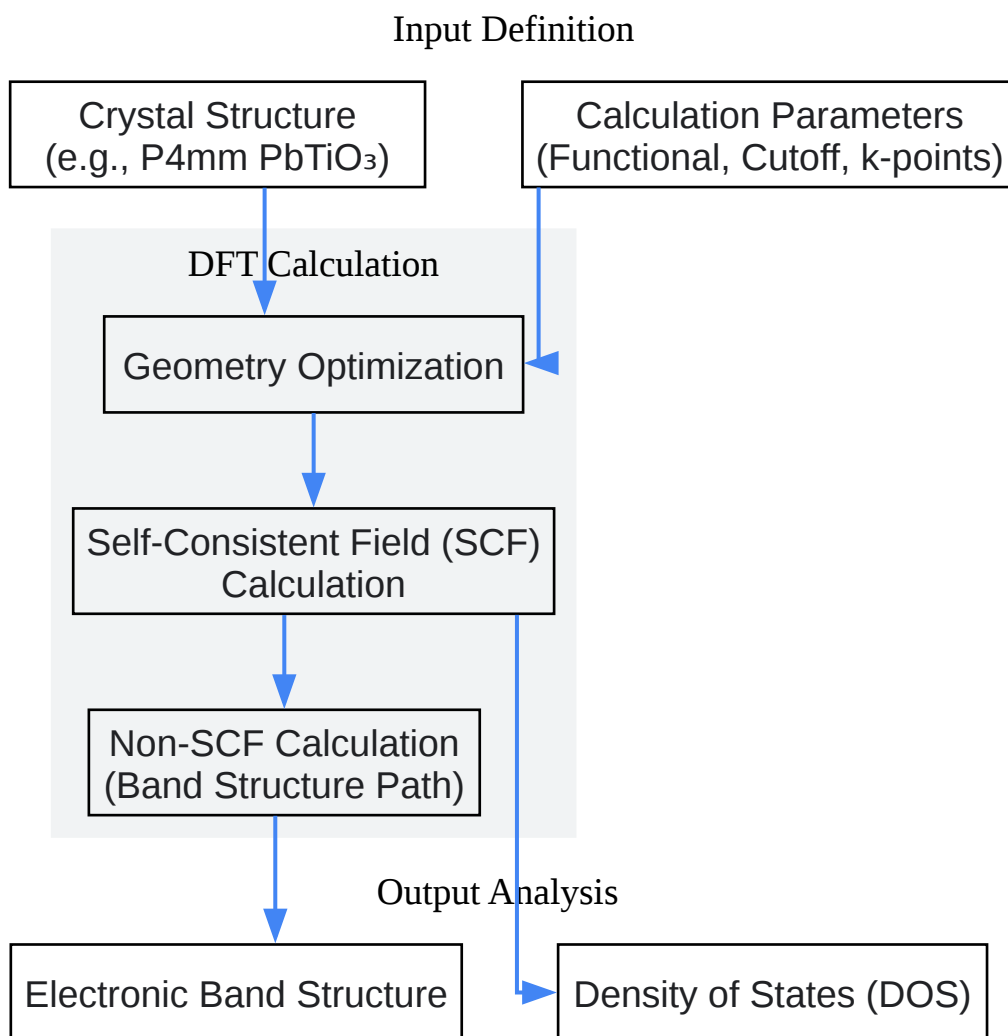 Input Definition
Crystal Structure
(e.g., P4mm PbTiO₃)
Calculation Parameters
(Functional, Cutoff, k-points)
DFT Calculation
Geometry Optimization
Self-Consistent Field (SCF)
Calculation
Non-SCF Calculation
(Band Structure Path)
Output Analysis
Electronic Band Structure
Density of States (DOS)